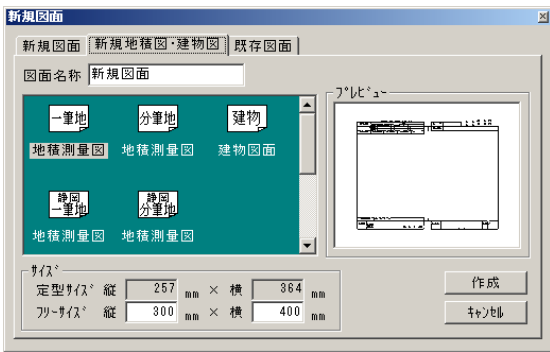 新規図面
新規図面 新規地積図・建物図 既存図面
図面名称 新規図面
一筆地 分筆地 建物
地積測量図 地積測量図 建物図面
静岡 静岡
一筆地 分筆地
地積測量図 地積測量図
ﾌﾟﾚﾋﾞｭｰ
ｻｲｽﾞ
定型ｻｲｽﾞ 縦 257 mm × 横 364 mm
ﾌﾘｰｻｲｽﾞ 縦 300 mm × 横 400 mm
作成
ｷｬﾝｾﾙ